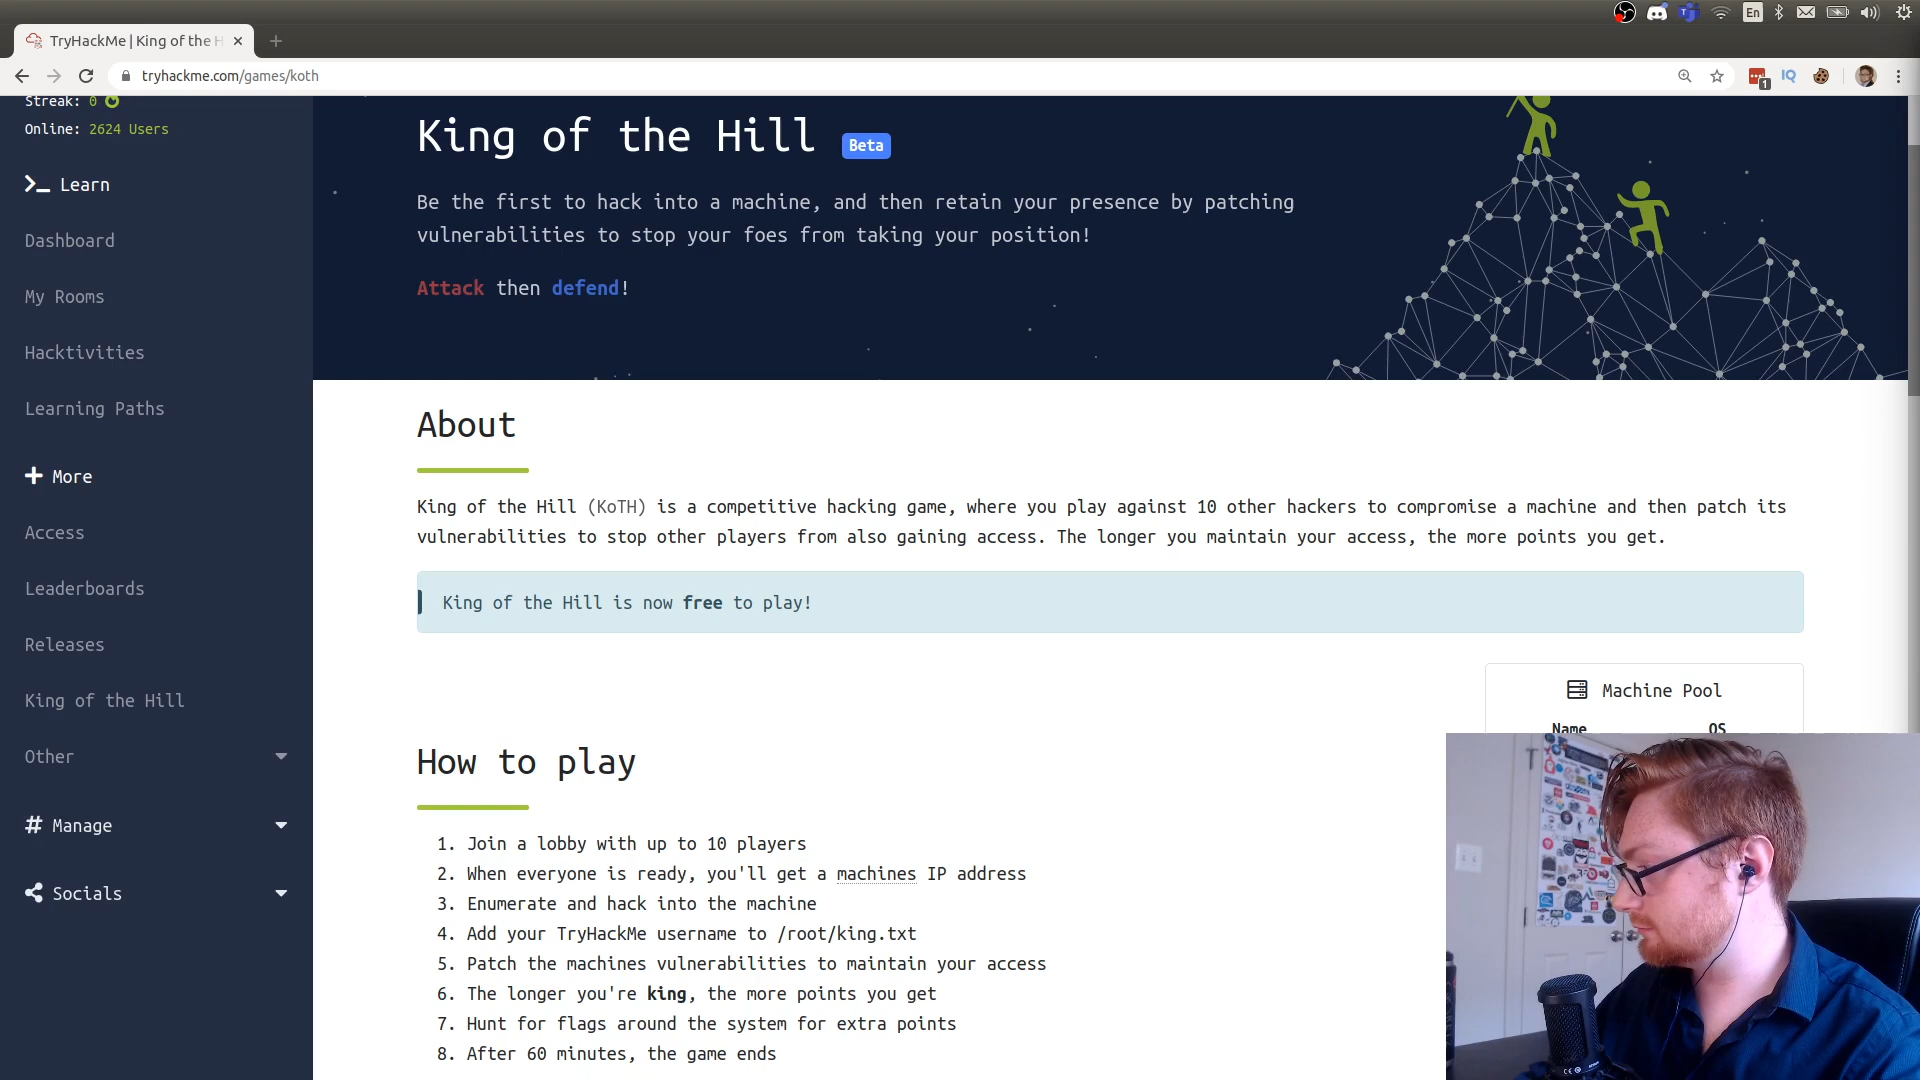 TryHackMe | King of the H
tryhackme.com/games/koth
En
1
IQ
Streak: 0
Online: 2624 Users
Learn
Dashboard
My Rooms
Hacktivities
Learning Paths
More
Access
Leaderboards
Releases
King of the Hill
Other
Manage
Socials
King of the Hill Beta
Be the first to hack into a machine, and then retain your presence by patching
vulnerabilities to stop your foes from taking your position!
Attack then defend!
About
King of the Hill (KoTH) is a competitive hacking game, where you play against 10 other hackers to compromise a machine and then patch its
vulnerabilities to stop other players from also gaining access. The longer you maintain your access, the more points you get.
King of the Hill is now free to play!
Machine Pool
Name OS
How to play
1. Join a lobby with up to 10 players
2. When everyone is ready, you'll get a machines IP address
3. Enumerate and hack into the machine
4. Add your TryHackMe username to /root/king.txt
5. Patch the machines vulnerabilities to maintain your access
6. The longer you're king, the more points you get
7. Hunt for flags around the system for extra points
8. After 60 minutes, the game ends